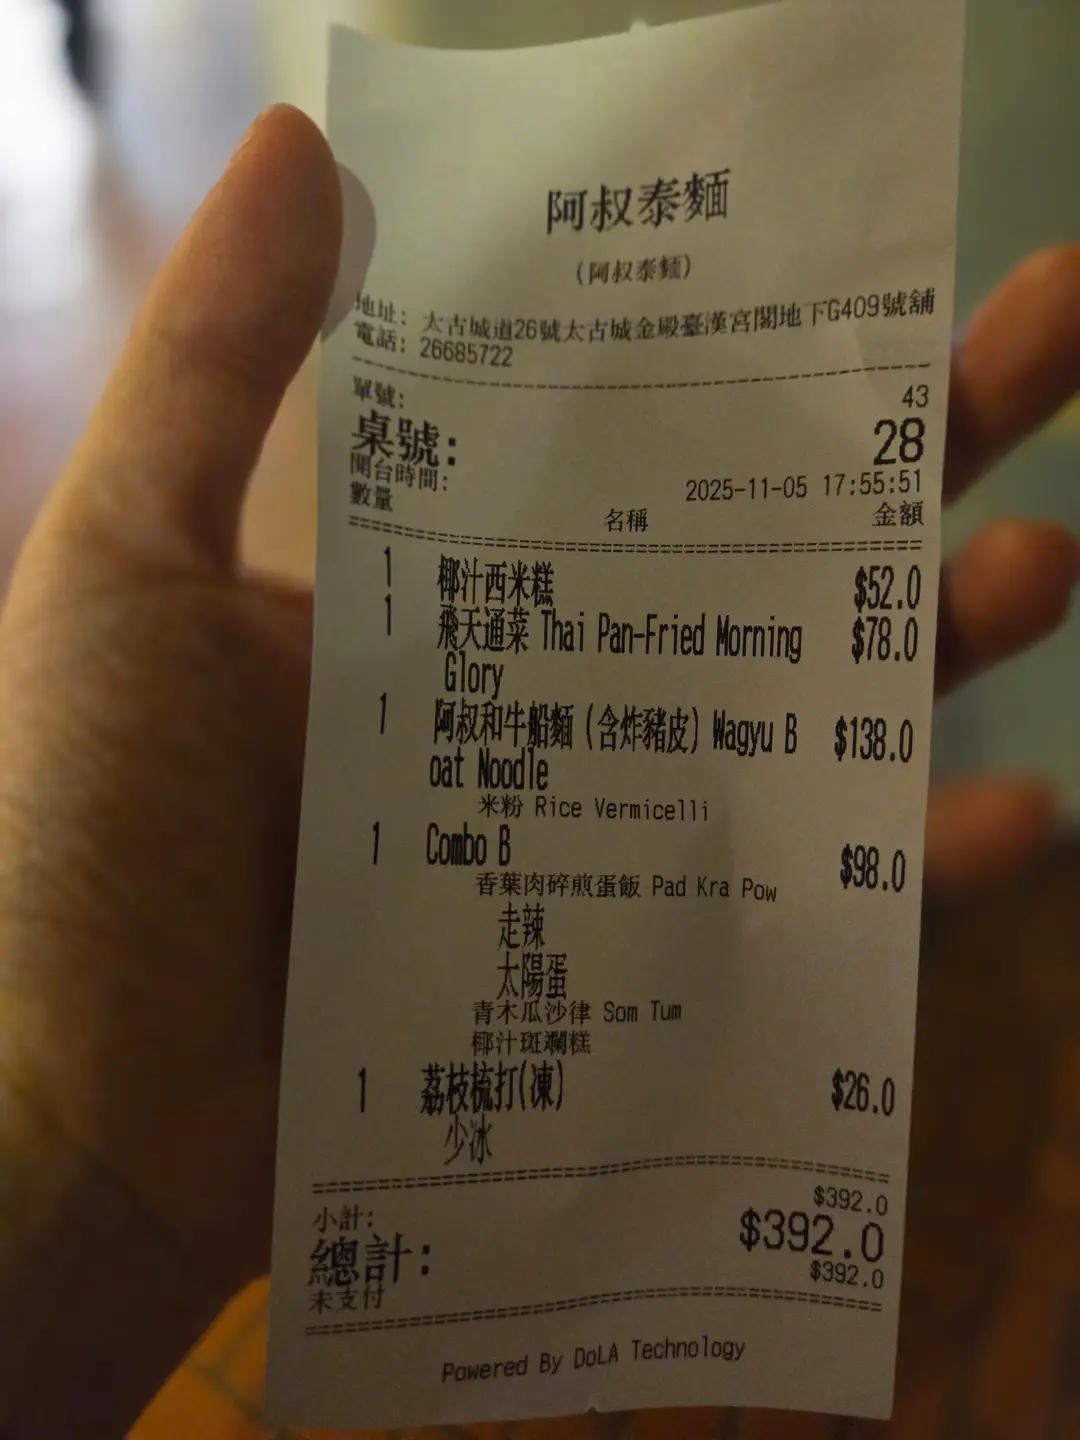 阿叔泰麵
(阿叔泰麵)
地址: 太古城道26號太古城金殿臺漢宮閣地下G409號舖
電話: 26685722
單號: 43
桌號: 28
開台時間: 2025-11-05 17:55:51
數量 名稱 金額
1 椰汁西米糕 $52.0
1 飛天通菜 Thai Pan-Fried Morning $78.0
Glory
1 阿叔和牛船麵 (含炸豬皮) Wagyu B $138.0
oat Noodle
米粉 Rice Vermicelli
1 Combo B $98.0
香葉肉碎煎蛋飯 Pad Kra Pow
走辣
太陽蛋
青木瓜沙律 Som Tum
椰汁斑斕糕
1 荔枝梳打(凍) $26.0
少冰
小計: $392.0
總計: $392.0
未支付 $392.0
Powered By DoLA Technology